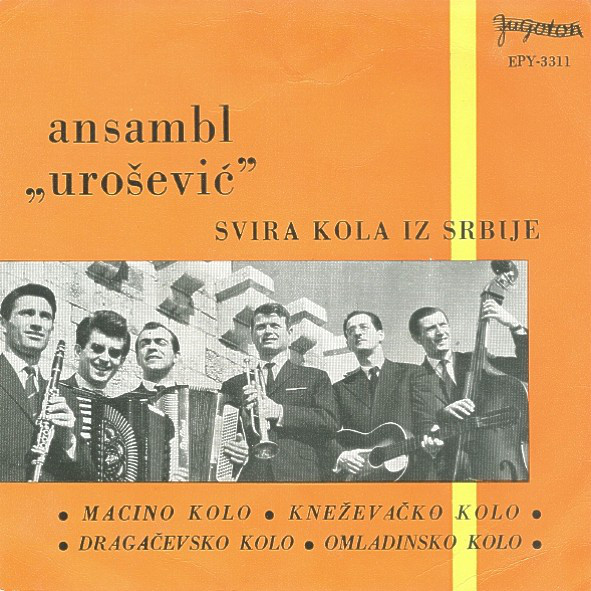 Jugoton
EPY-3311
ansambl
„urošević”
SVIRA KOLA IZ SRBIJE
• MACINO KOLO • KNEŽEVAČKO KOLO •
• DRAGAČEVSKO KOLO • OMLADINSKO KOLO •